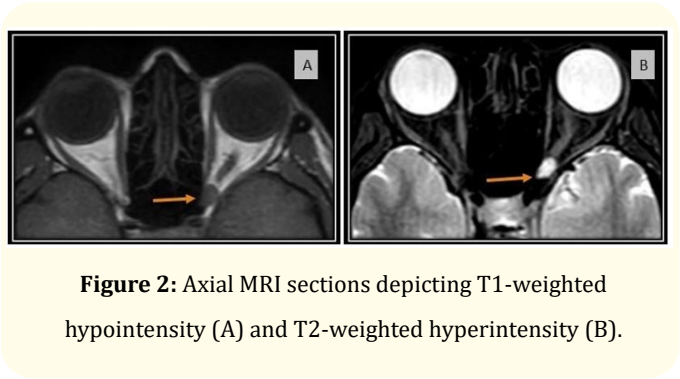 A
B
Figure 2: Axial MRI sections depicting T1-weighted
hypointensity (A) and T2-weighted hyperintensity (B).